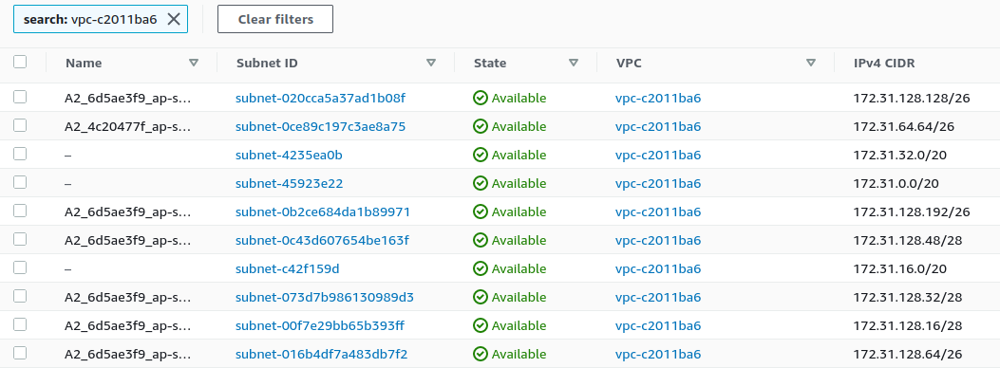 search: vpc-c2011ba6 Clear filters
Name Subnet ID State VPC IPv4 CIDR
A2_6d5ae3f9_ap-s... subnet-020cca5a37ad1b08f Available vpc-c2011ba6 172.31.128.128/26
A2_4c20477f_ap-s... subnet-0ce89c197c3ae8a75 Available vpc-c2011ba6 172.31.64.64/26
– subnet-4235ea0b Available vpc-c2011ba6 172.31.32.0/20
– subnet-45923e22 Available vpc-c2011ba6 172.31.0.0/20
A2_6d5ae3f9_ap-s... subnet-0b2ce684da1b89971 Available vpc-c2011ba6 172.31.128.192/26
A2_6d5ae3f9_ap-s... subnet-0c43d607654be163f Available vpc-c2011ba6 172.31.128.48/28
– subnet-c42f159d Available vpc-c2011ba6 172.31.16.0/20
A2_6d5ae3f9_ap-s... subnet-073d7b986130989d3 Available vpc-c2011ba6 172.31.128.32/28
A2_6d5ae3f9_ap-s... subnet-00f7e29bb65b393ff Available vpc-c2011ba6 172.31.128.16/28
A2_6d5ae3f9_ap-s... subnet-016b4df7a483db7f2 Available vpc-c2011ba6 172.31.128.64/26